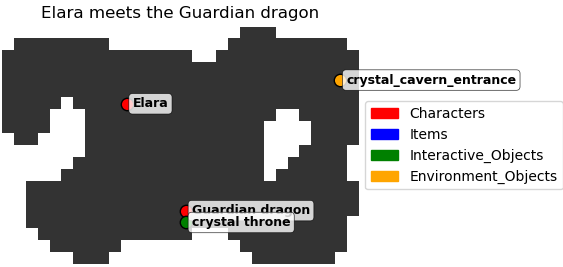 Elara meets the Guardian dragon
crystal_cavern_entrance
Elara
Characters
Items
Interactive_Objects
Environment_Objects
Guardian dragon
crystal throne